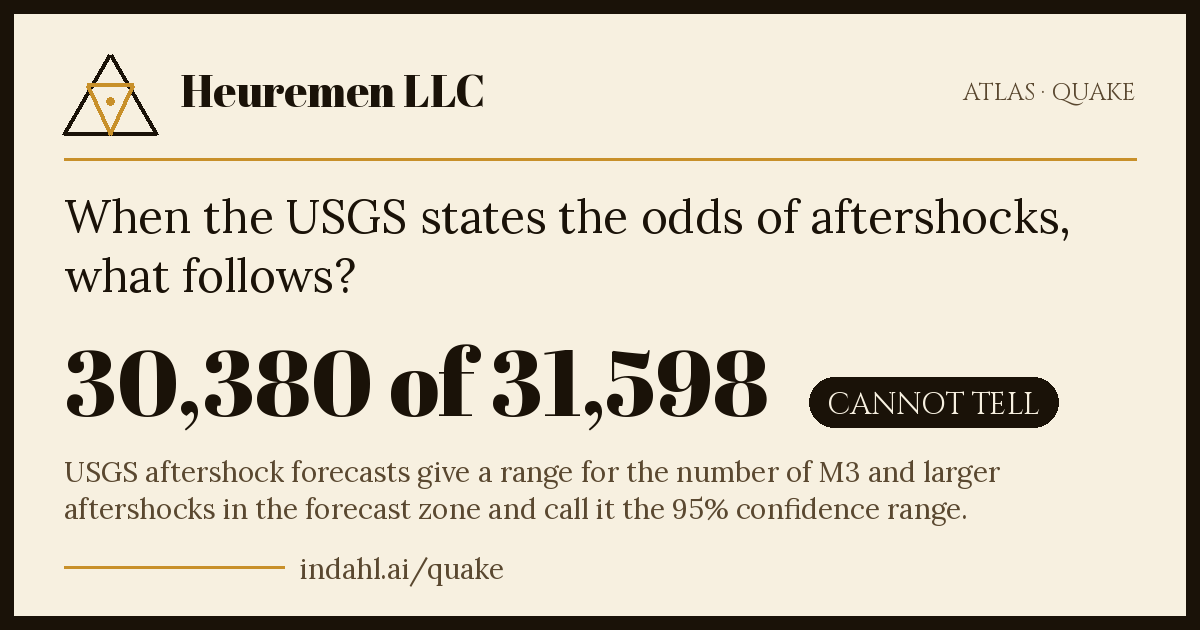 Heuremen LLC
ATLAS · QUAKE
When the USGS states the odds of aftershocks,
what follows?
30,380 of 31,598
CANNOT TELL
USGS aftershock forecasts give a range for the number of M3 and larger
aftershocks in the forecast zone and call it the 95% confidence range.
indahl.ai/quake